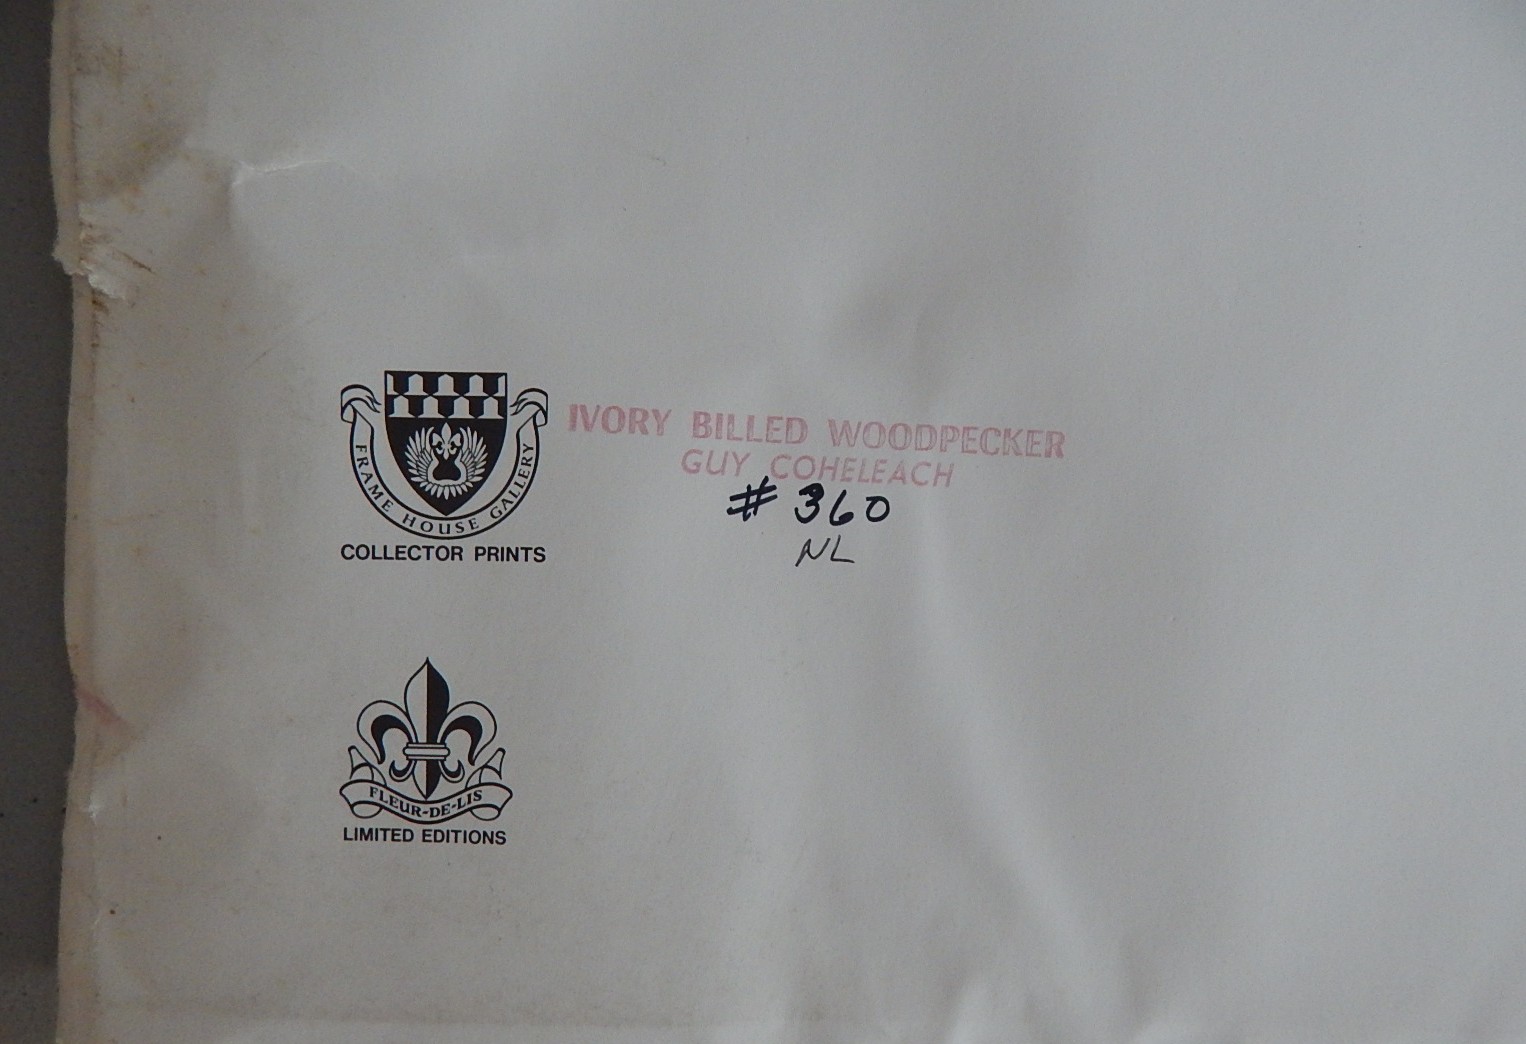 IVORY BILLED WOODPECKER
GUY COHELEACH
# 360
NL
FRAME HOUSE GALLERY
COLLECTOR PRINTS
FLEUR-DE-LIS
LIMITED EDITIONS